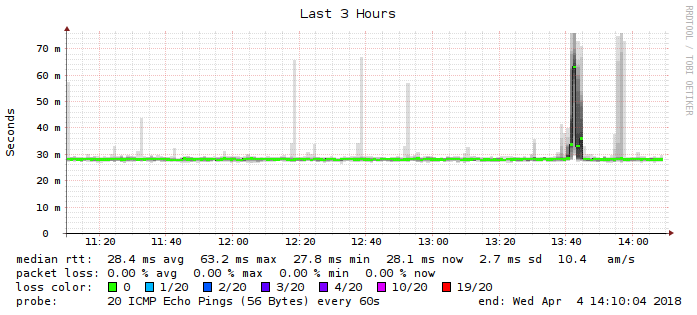 Last 3 Hours
RRDTOOL / TOBI OETIKER
Seconds
70 m
60 m
50 m
40 m
30 m
20 m
10 m
0
11:20 11:40 12:00 12:20 12:40 13:00 13:20 13:40 14:00
median rtt: 28.4 ms avg 63.2 ms max 27.8 ms min 28.1 ms now 2.7 ms sd 10.4 am/s
packet loss: 0.00 % avg 0.00 % max 0.00 % min 0.00 % now
loss color: 0 1/20 2/20 3/20 4/20 10/20 19/20
probe: 20 ICMP Echo Pings (56 Bytes) every 60s end: Wed Apr 4 14:10:04 2018